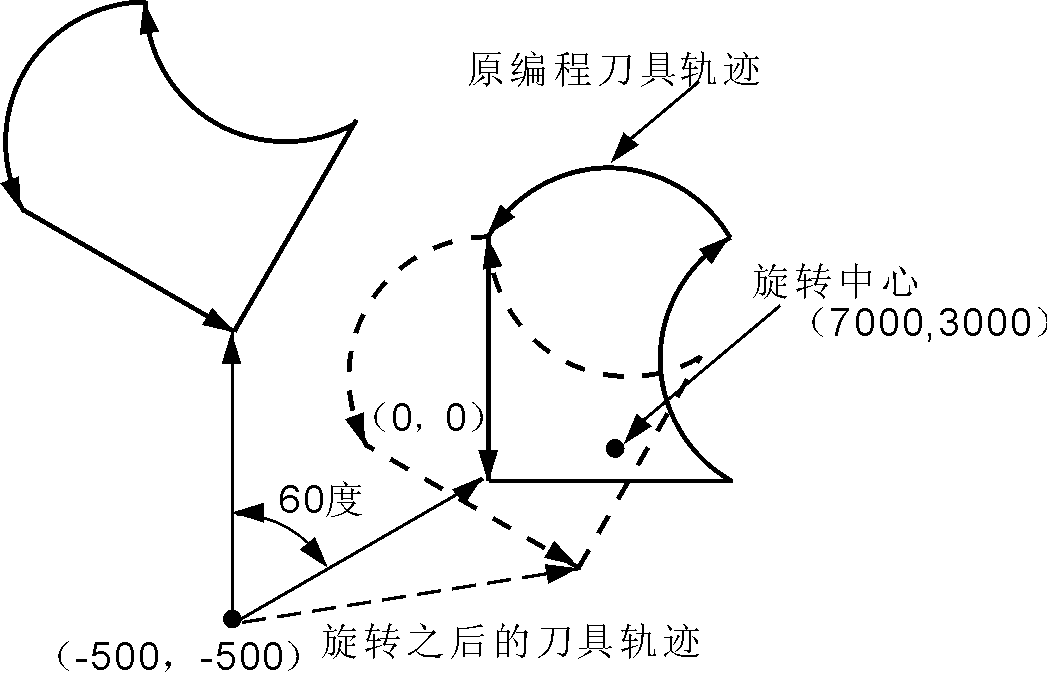 原编程刀具轨迹
旋转中心
（7000,3000）
（0，0）
60度
（-500，-500）
旋转之后的刀具轨迹